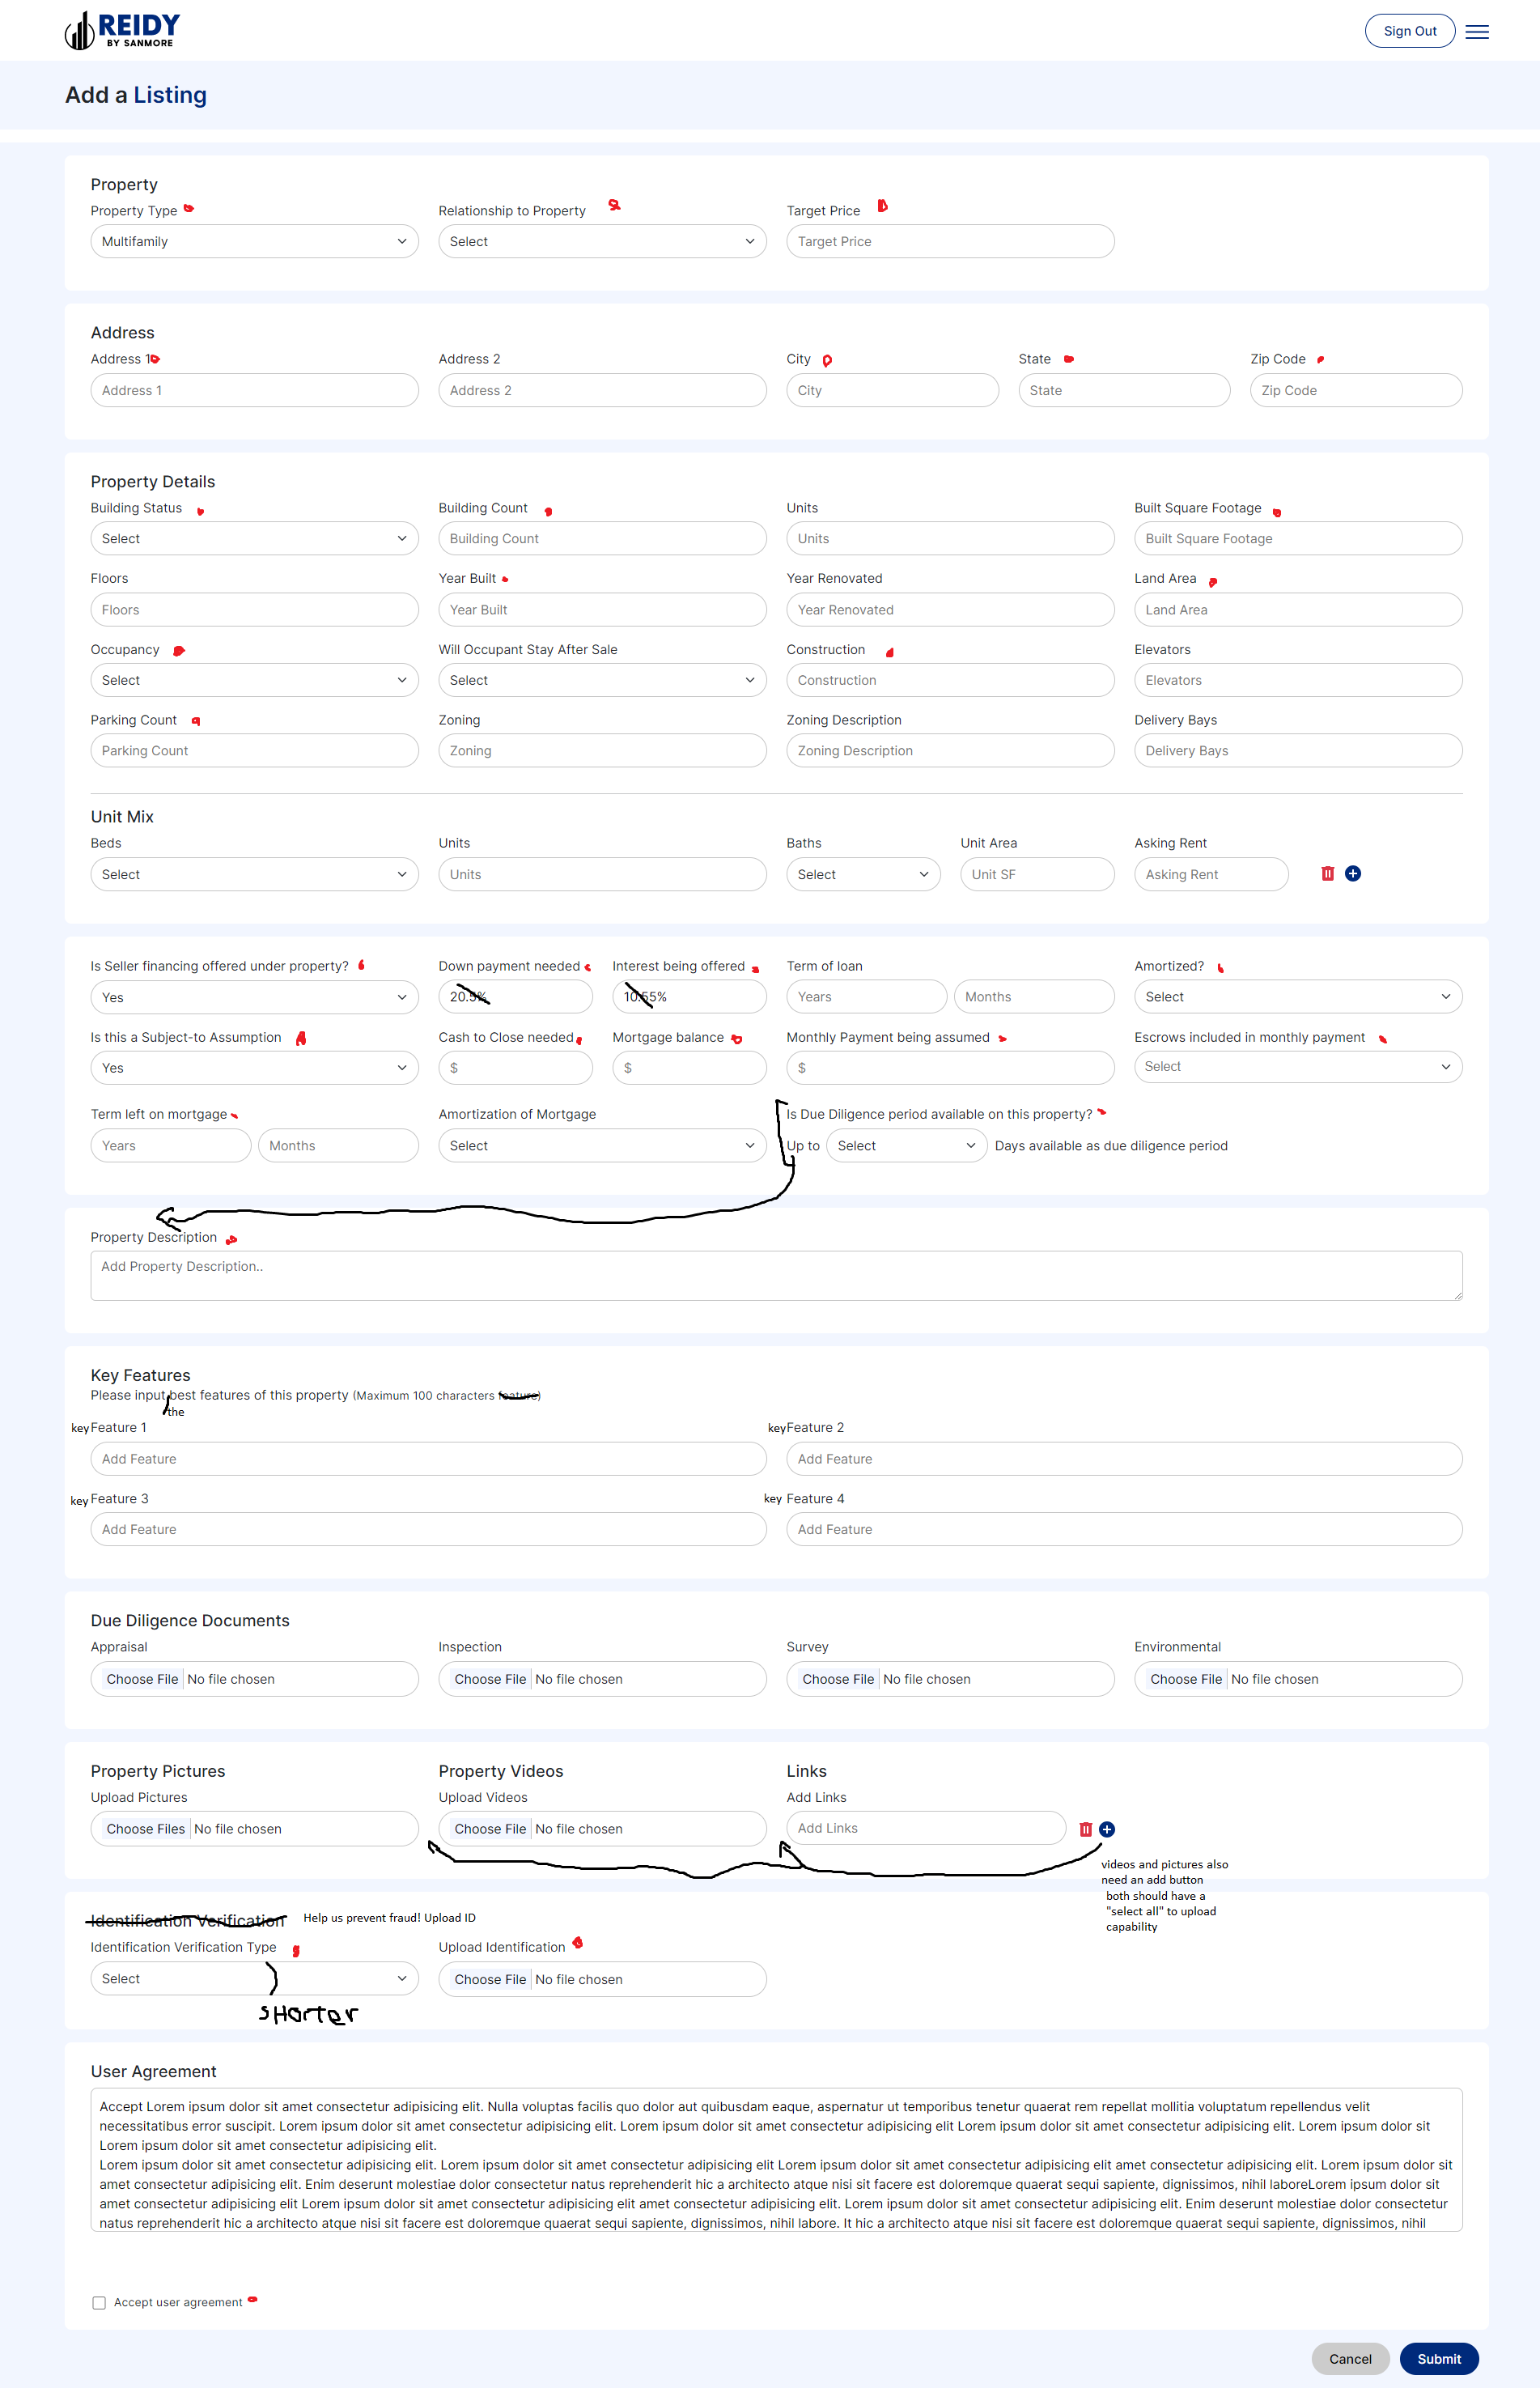 REIDY
BY SANMORE
Sign Out
Add a Listing
Property
Property Type Relationship to Property Target Price
Multifamily Select Target Price
Address
Address 1 Address 2 City State Zip Code
Address 1 Address 2 City State Zip Code
Property Details
Building Status Building Count Units Built Square Footage
Select Building Count Units Built Square Footage
Floors Year Built Year Renovated Land Area
Floors Year Built Year Renovated Land Area
Occupancy Will Occupant Stay After Sale Construction Elevators
Select Select Construction Elevators
Parking Count Zoning Zoning Description Delivery Bays
Parking Count Zoning Zoning Description Delivery Bays
Unit Mix
Beds Units Baths Unit Area Asking Rent
Select Units Select Unit SF Asking Rent
Is Seller financing offered under property? Down payment needed Interest being offered Term of loan Amortized?
Yes 20.5% 10.55% Years Months Select
Is this a Subject-to Assumption Cash to Close needed Mortgage balance Monthly Payment being assumed Escrows included in monthly payment
Yes $ $ $ Select
Term left on mortgage Amortization of Mortgage Is Due Diligence period available on this property?
Years Months Select Up to Select Days available as due diligence period
Property Description
Add Property Description..
Key Features
Please input best features of this property (Maximum 100 characters feature)
the
key Feature 1 key Feature 2
Add Feature Add Feature
key Feature 3 key Feature 4
Add Feature Add Feature
Due Diligence Documents
Appraisal Inspection Survey Environmental
Choose File No file chosen Choose File No file chosen Choose File No file chosen Choose File No file chosen
Property Pictures Property Videos Links
Upload Pictures Upload Videos Add Links
Choose Files No file chosen Choose File No file chosen Add Links
videos and pictures also
need an add button
both should have a
"select all" to upload
capability
Identification Verification Help us prevent fraud! Upload ID
Identification Verification Type Upload Identification
Select Choose File No file chosen
SHorter
User Agreement
Accept Lorem ipsum dolor sit amet consectetur adipisicing elit. Nulla voluptas facilis quo dolor aut quibusdam eaque, aspernatur ut temporibus tenetur quaerat rem repellat mollitia voluptatum repellendus velit
necessitatibus error suscipit. Lorem ipsum dolor sit amet consectetur adipisicing elit. Lorem ipsum dolor sit amet consectetur adipisicing elit Lorem ipsum dolor sit amet consectetur adipisicing elit. Lorem ipsum dolor sit
Lorem ipsum dolor sit amet consectetur adipisicing elit.
Lorem ipsum dolor sit amet consectetur adipisicing elit. Lorem ipsum dolor sit amet consectetur adipisicing elit Lorem ipsum dolor sit amet consectetur adipisicing elit amet consectetur adipisicing elit. Lorem ipsum dolor sit
amet consectetur adipisicing elit. Enim deserunt molestiae dolor consectetur natus reprehenderit hic a architecto atque nisi sit facere est doloremque quaerat sequi sapiente, dignissimos, nihil laboreLorem ipsum dolor sit
amet consectetur adipisicing elit Lorem ipsum dolor sit amet consectetur adipisicing elit amet consectetur adipisicing elit. Lorem ipsum dolor sit amet consectetur adipisicing elit. Enim deserunt molestiae dolor consectetur
natus reprehenderit hic a architecto atque nisi sit facere est doloremque quaerat sequi sapiente, dignissimos, nihil labore. It hic a architecto atque nisi sit facere est doloremque quaerat sequi sapiente, dignissimos, nihil
Accept user agreement
Cancel Submit